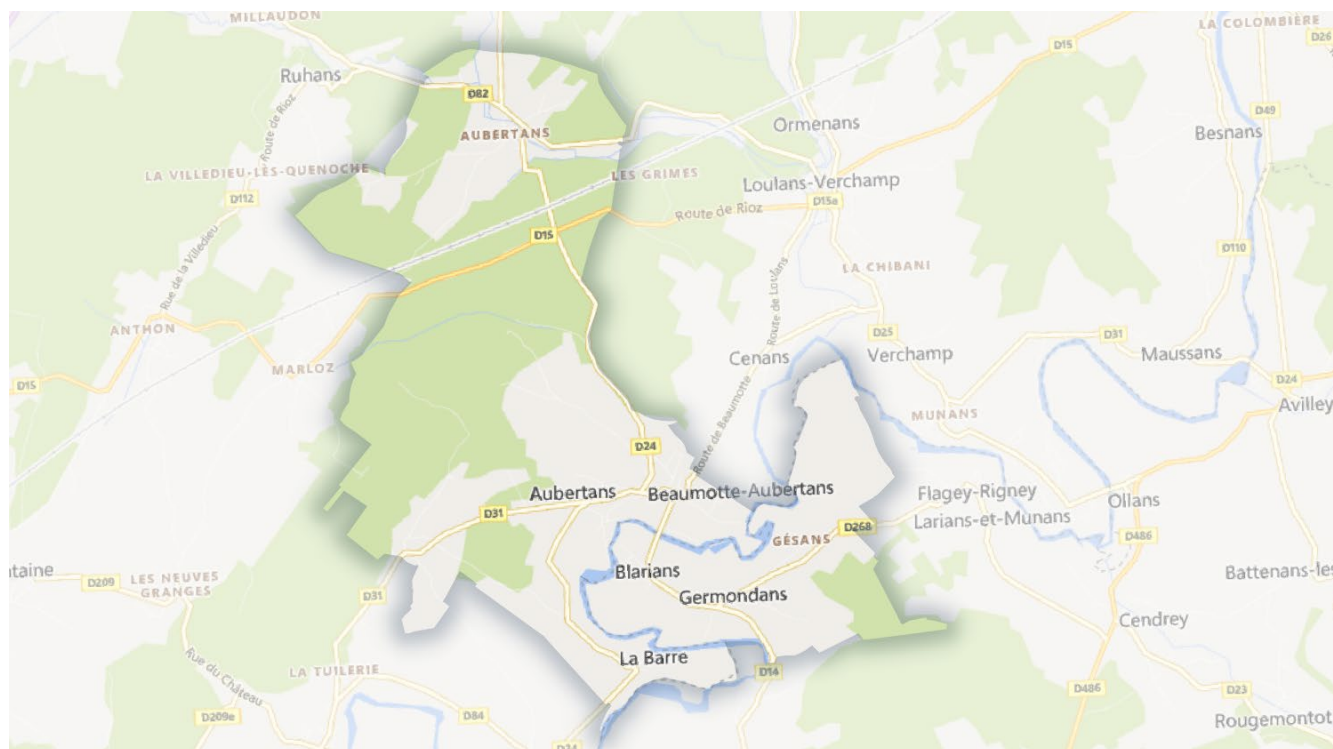 MILLAUDON
LA COLOMBIÈRE
D26
D15
Ruhans
D82
Route de Rioz
AUBERTANS
Ormenans
D49
Besnans
LA VILLEDIEU-LÈS-QUENOCHE
LES GRIMES
Loulans-Verchamp
D112
D15a
Route de Rioz
D15
D110
Rue de la Villedieu
LA CHIBANI
Route de Loulans
ANTHON
D25
D31
MARLOZ
Cenans
Verchamp
Maussans
D15
D24
Avilley
MUNANS
Route de Beaumotte
D24
Aubertans
Beaumotte-Aubertans
Flagey-Rigney
Ollans
D31
Larians-et-Munans
D268
GÉSANS
D486
ntaine
D209
LES NEUVES
GRANGES
Blarians
Battenans-les
D31
Germondans
Cendrey
Rue du Château
LA TUILERIE
La Barre
D14
D486
D23
D209e
D84
Rougemontot
D24